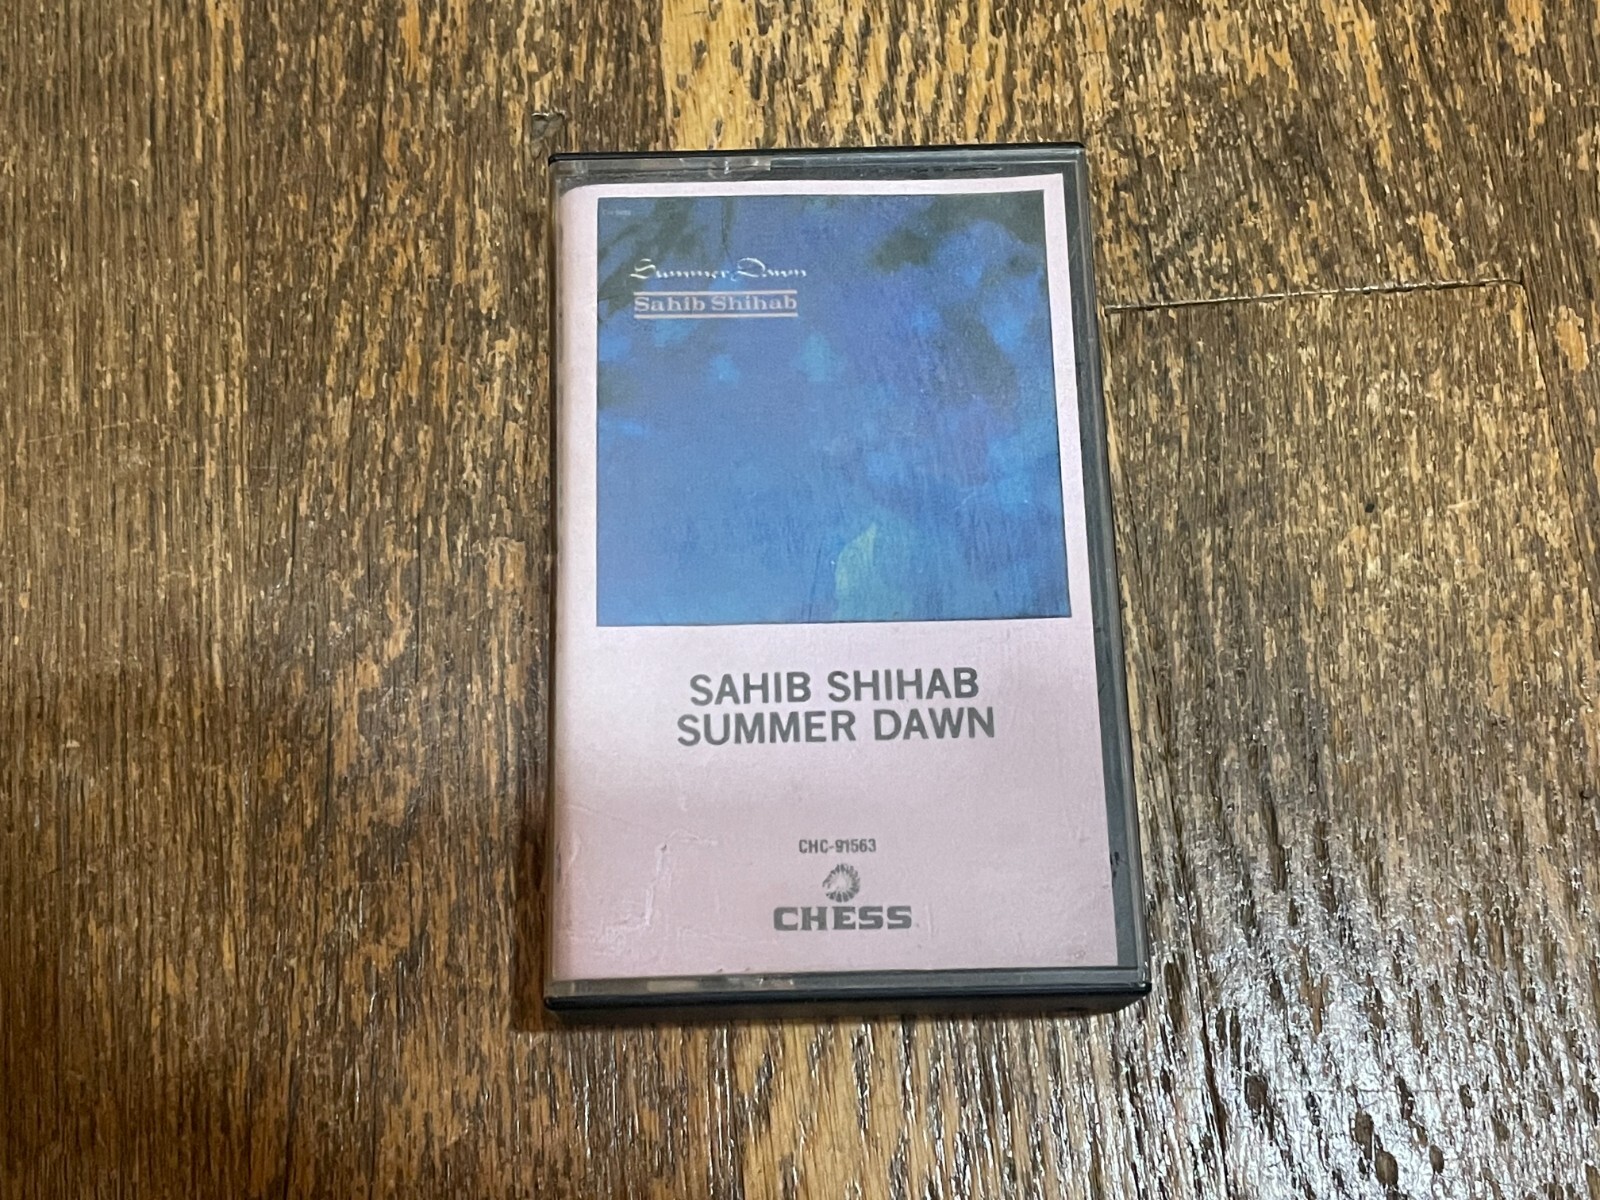 Summer Dawn
Sahib Shihab
SAHIB SHIHAB
SUMMER DAWN
CHC-91563
CHESS